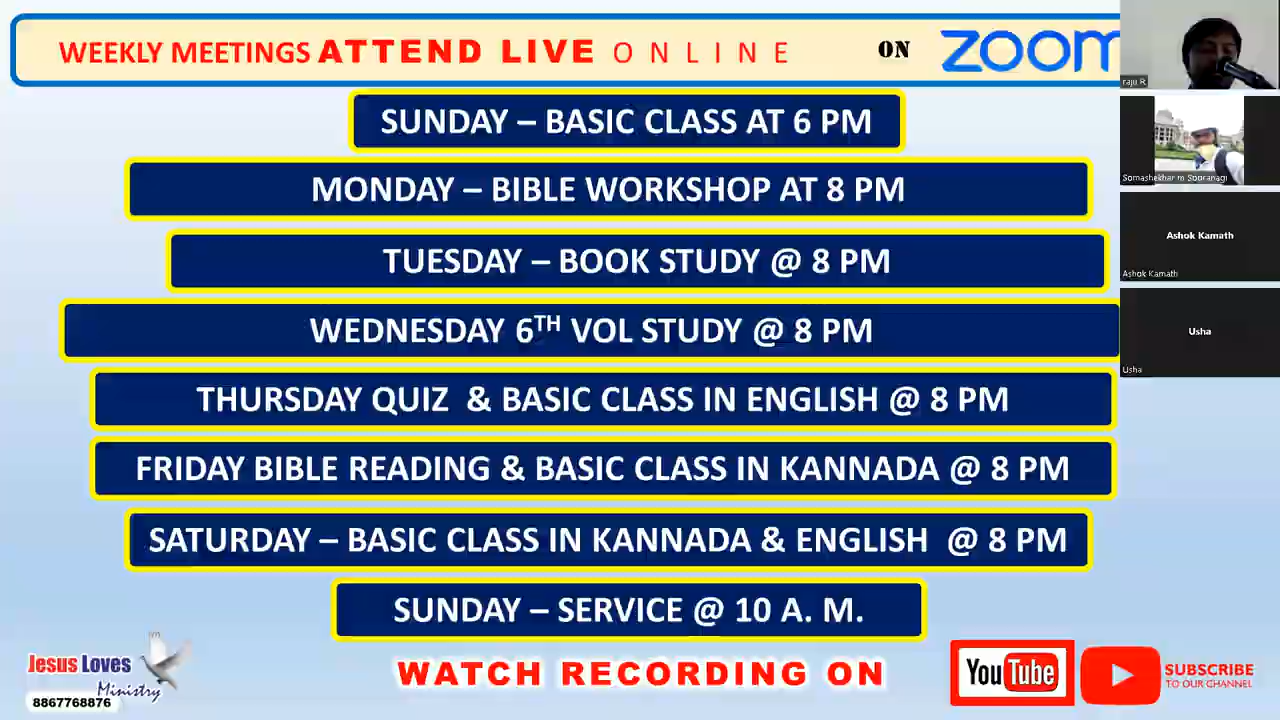 WEEKLY MEETINGS ATTEND LIVE ONLINE ON ZOOM
raju R
SUNDAY – BASIC CLASS AT 6 PM
MONDAY – BIBLE WORKSHOP AT 8 PM
Somashekhar m Sooranagi
TUESDAY – BOOK STUDY @ 8 PM
Ashok Kamath
Ashok Kamath
WEDNESDAY 6TH VOL STUDY @ 8 PM
Usha
Usha
THURSDAY QUIZ & BASIC CLASS IN ENGLISH @ 8 PM
FRIDAY BIBLE READING & BASIC CLASS IN KANNADA @ 8 PM
SATURDAY – BASIC CLASS IN KANNADA & ENGLISH @ 8 PM
SUNDAY – SERVICE @ 10 A. M.
Jesus Loves
Ministry
8867768876
WATCH RECORDING ON
YouTube
SUBSCRIBE
TO OUR CHANNEL